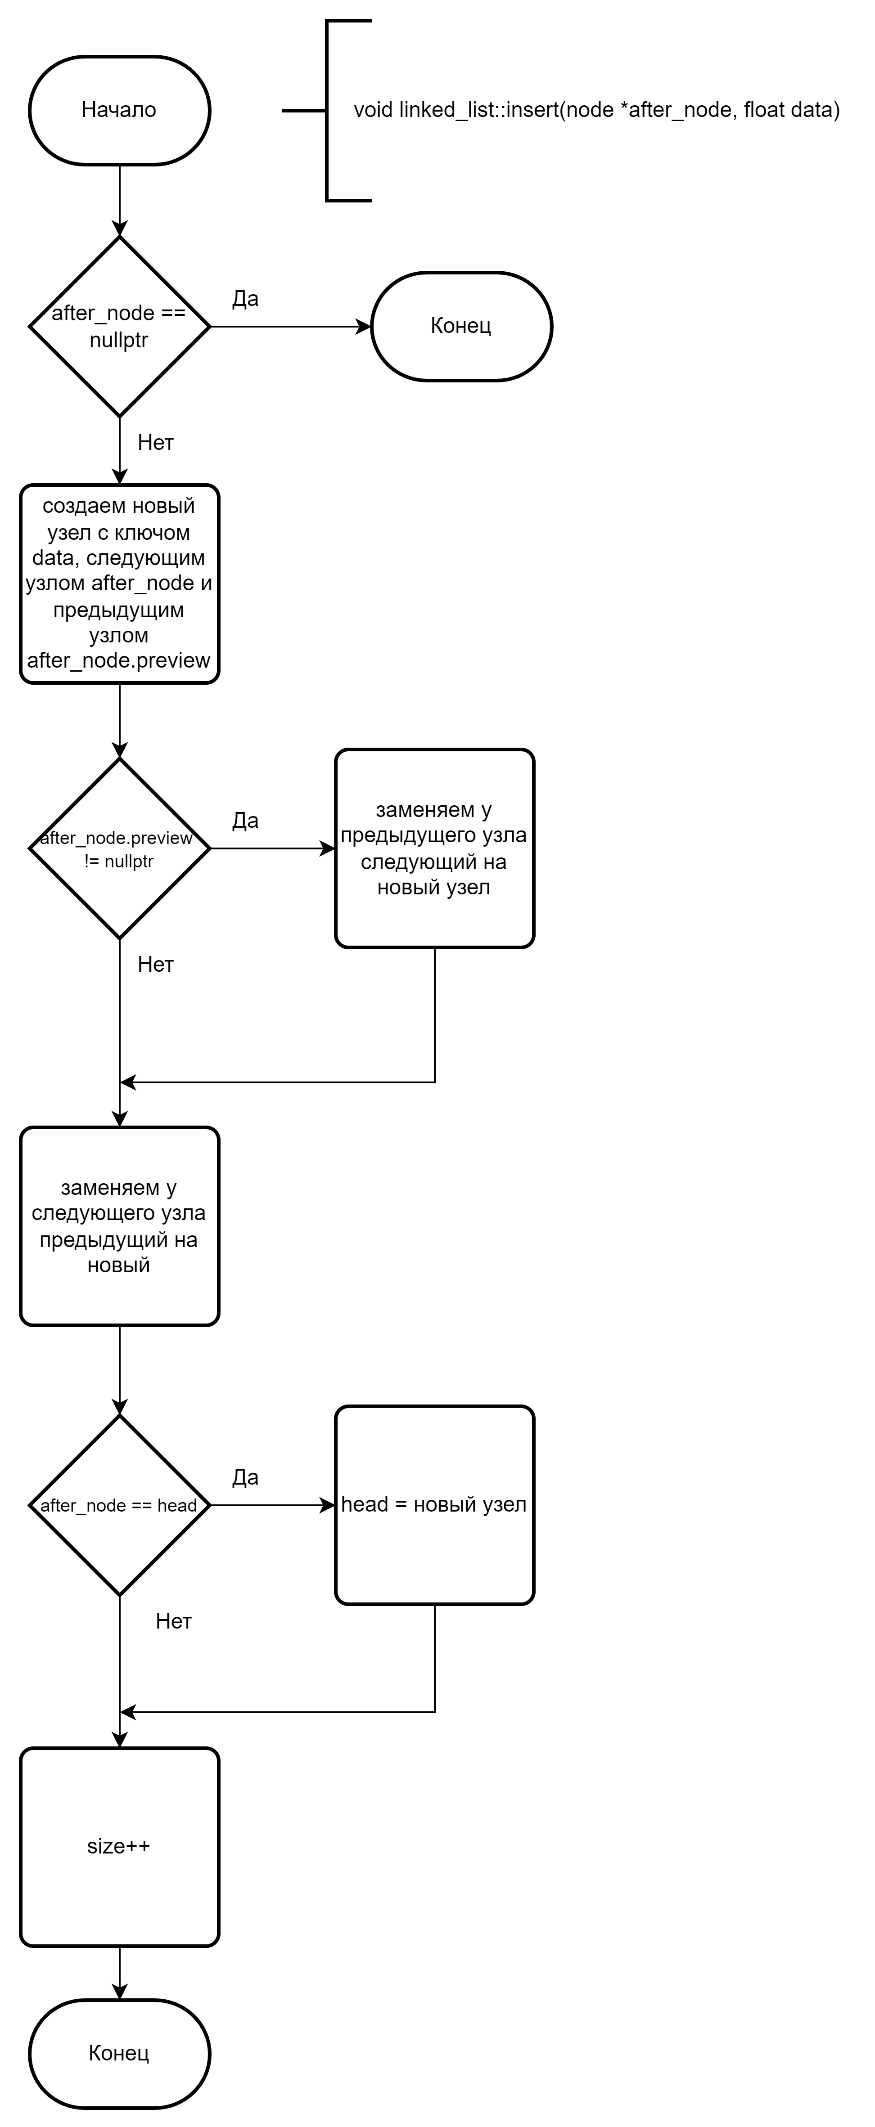 Начало
void linked_list::insert(node *after_node, float data)
after_node ==
nullptr
Да
Конец
Нет
создаем новый
узел с ключом
data, следующим
узлом after_node и
предыдущим
узлом
after_node.preview
after_node.preview
!= nullptr
Да
заменяем у
предыдущего узла
следующий на
новый узел
Нет
заменяем у
следующего узла
предыдущий на
новый
after_node == head
Да
head = новый узел
Нет
size++
Конец